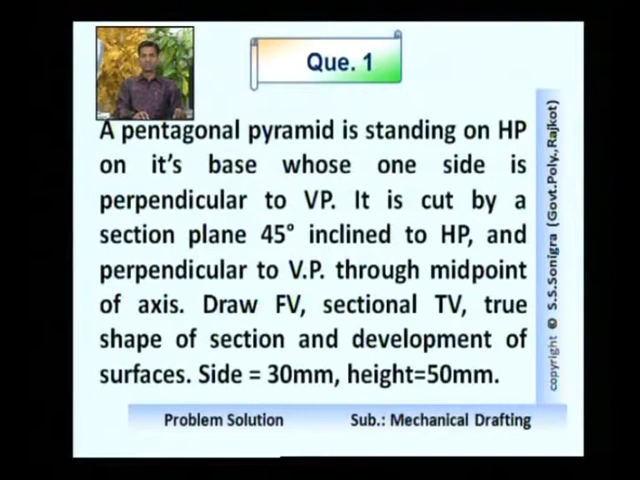 Que. 1
A pentagonal pyramid is standing on HP
on it's base whose one side is
perpendicular to VP. It is cut by a
section plane 45° inclined to HP, and
perpendicular to V.P. through midpoint
of axis. Draw FV, sectional TV, true
shape of section and development of
surfaces. Side = 30mm, height=50mm.
copyright © S.S.Sonigra (Govt.Poly., Rajkot)
Problem Solution Sub.: Mechanical Drafting